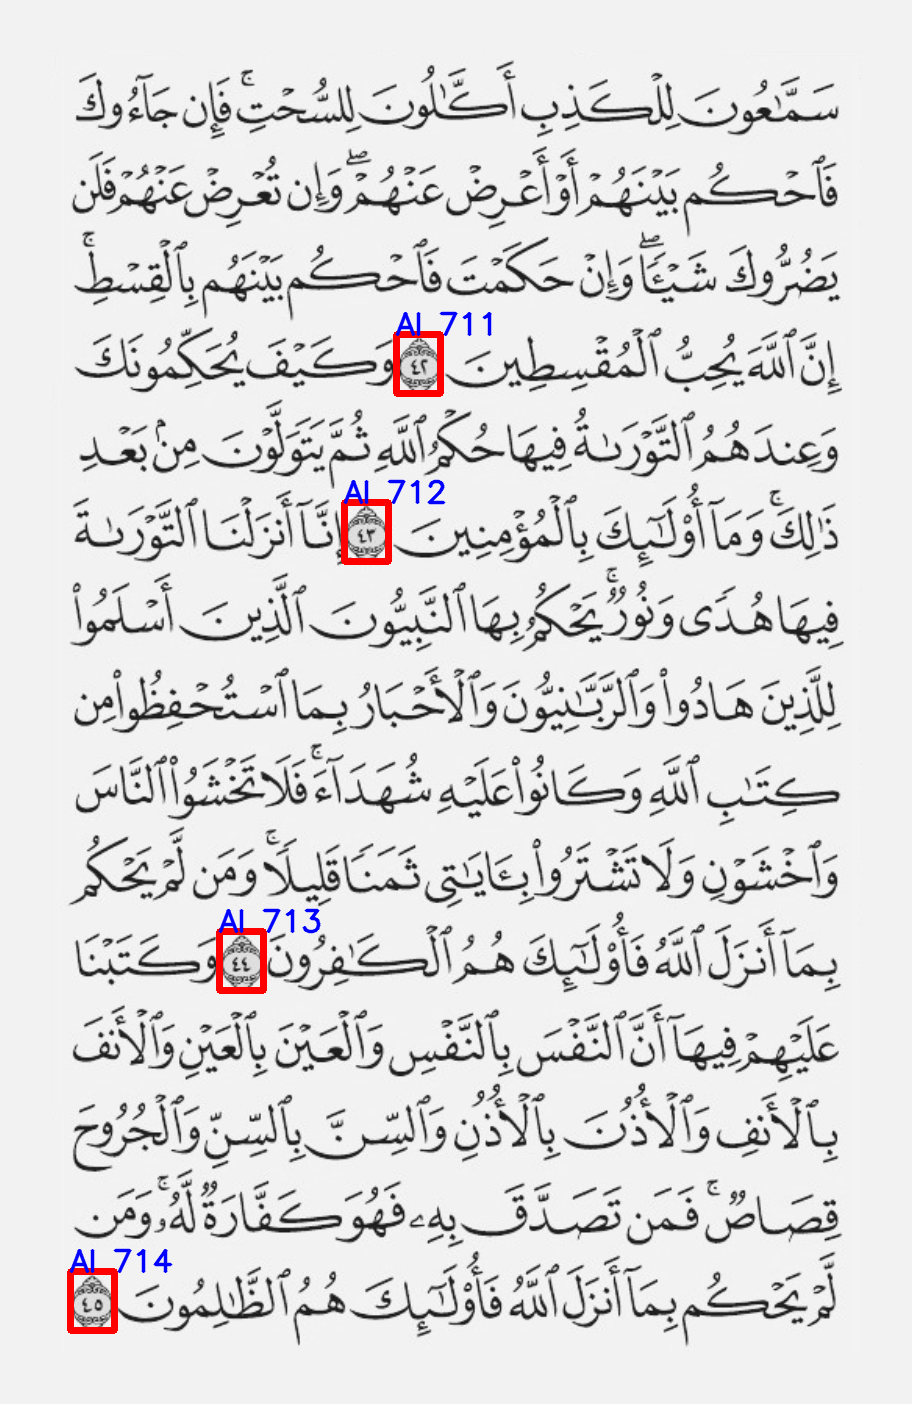 سَمَّٰعُونَ لِلۡكَذِبِ أَكَّٰلُونَ لِلسُّحۡتِۚ فَإِن جَآءُوكَ
فَٱحۡكُم بَيۡنَهُمۡ أَوۡ أَعۡرِضۡ عَنۡهُمۡۖ وَإِن تُعۡرِضۡ عَنۡهُمۡ فَلَن
يَضُرُّوكَ شَيۡـٔٗاۖ وَإِنۡ حَكَمۡتَ فَٱحۡكُم بَيۡنَهُم بِٱلۡقِسۡطِۚ
AI_711
إِنَّ ٱللَّهَ يُحِبُّ ٱلۡمُقۡسِطِينَ ٤٢ وَكَيۡفَ يُحَكِّمُونَكَ
وَعِندَهُمُ ٱلتَّوۡرَىٰةُ فِيهَا حُكۡمُ ٱللَّهِ ثُمَّ يَتَوَلَّوۡنَ مِنۢ بَعۡدِ
AI_712
ذَٰلِكَۚ وَمَآ أُوْلَٰٓئِكَ بِٱلۡمُؤۡمِنِينَ ٤٣ إِنَّآ أَنزَلۡنَا ٱلتَّوۡرَىٰةَ
فِيهَا هُدٗى وَنُورٞۚ يَحۡكُمُ بِهَا ٱلنَّبِيُّونَ ٱلَّذِينَ أَسۡلَمُواْ
لِلَّذِينَ هَادُواْ وَٱلرَّبَّٰنِيُّونَ وَٱلۡأَحۡبَارُ بِمَا ٱسۡتُحۡفِظُواْ مِن
كِتَٰبِ ٱللَّهِ وَكَانُواْ عَلَيۡهِ شُهَدَآءَۚ فَلَا تَخۡشَوُاْ ٱلنَّاسَ
وَٱخۡشَوۡنِ وَلَا تَشۡتَرُواْ بِـَٔايَٰتِي ثَمَنٗا قَلِيلٗاۚ وَمَن لَّمۡ يَحۡكُم
AI_713
بِمَآ أَنزَلَ ٱللَّهُ فَأُوْلَٰٓئِكَ هُمُ ٱلۡكَٰفِرُونَ ٤٤ وَكَتَبۡنَا
عَلَيۡهِمۡ فِيهَآ أَنَّ ٱلنَّفۡسَ بِٱلنَّفۡسِ وَٱلۡعَيۡنَ بِٱلۡعَيۡنِ وَٱلۡأَنفَ
بِٱلۡأَنفِ وَٱلۡأُذُنَ بِٱلۡأُذُنِ وَٱلسِّنَّ بِٱلسِّنِّ وَٱلۡجُرُوحَ
قِصَاصٞۚ فَمَن تَصَدَّقَ بِهِۦ فَهُوَ كَفَّارَةٞ لَّهُۥۚ وَمَن
AI_714
لَّمۡ يَحۡكُم بِمَآ أَنزَلَ ٱللَّهُ فَأُوْلَٰٓئِكَ هُمُ ٱلظَّٰلِمُونَ ٤٥